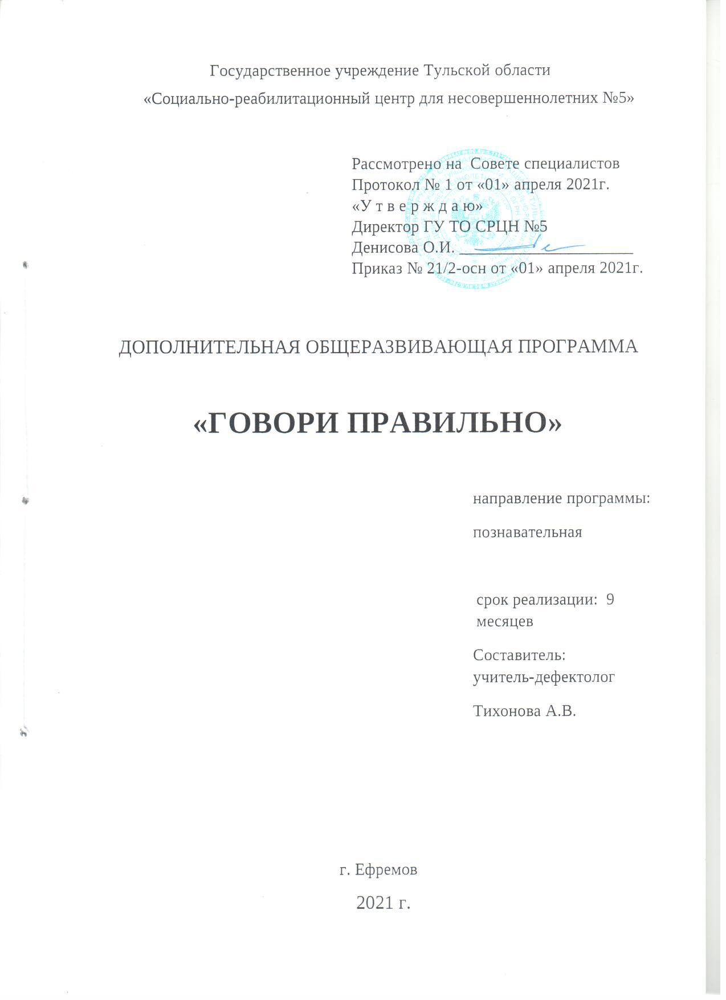 Государственное учреждение Тульской области
«Социально-реабилитационный центр для несовершеннолетних №5»
Рассмотрено на Совете специалистов
Протокол № 1 от «01» апреля 2021г.
«У т в е р ж д а ю»
Директор ГУ ТО СРЦН №5
Денисова О.И. ______________________
Приказ № 21/2-осн от «01» апреля 2021г.
ДОПОЛНИТЕЛЬНАЯ ОБЩЕРАЗВИВАЮЩАЯ ПРОГРАММА
«ГОВОРИ ПРАВИЛЬНО»
направление программы:
познавательная
срок реализации: 9
месяцев
Составитель:
учитель-дефектолог
Тихонова А.В.
г. Ефремов
2021 г.